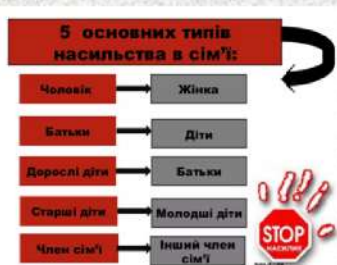 5 основних типів
насильства в сім'ї:
Чоловік
Жінка
Батьки
Діти
Дорослі діти
Батьки
Старші діти
Молодші діти
Член сім'ї
Інший член
сім'ї
STOP
НАСИЛИЮ